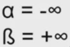 α = -∞
ß = +∞